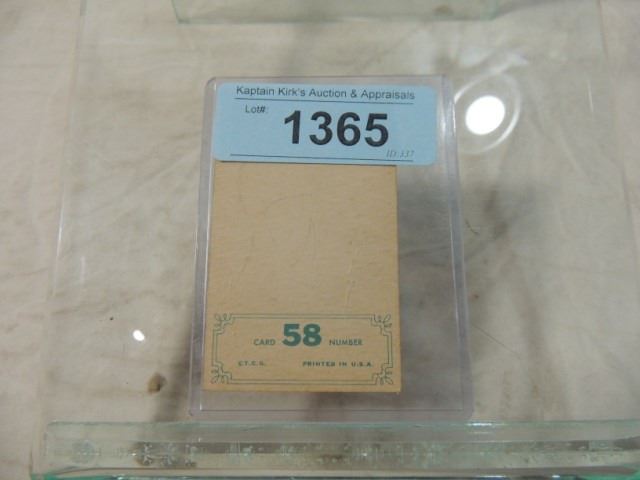 Kaptain Kirk's Auction & Appraisals
Lot#:
1365
ID:337
CARD 58 NUMBER
©T.C.G. PRINTED IN U.S.A.